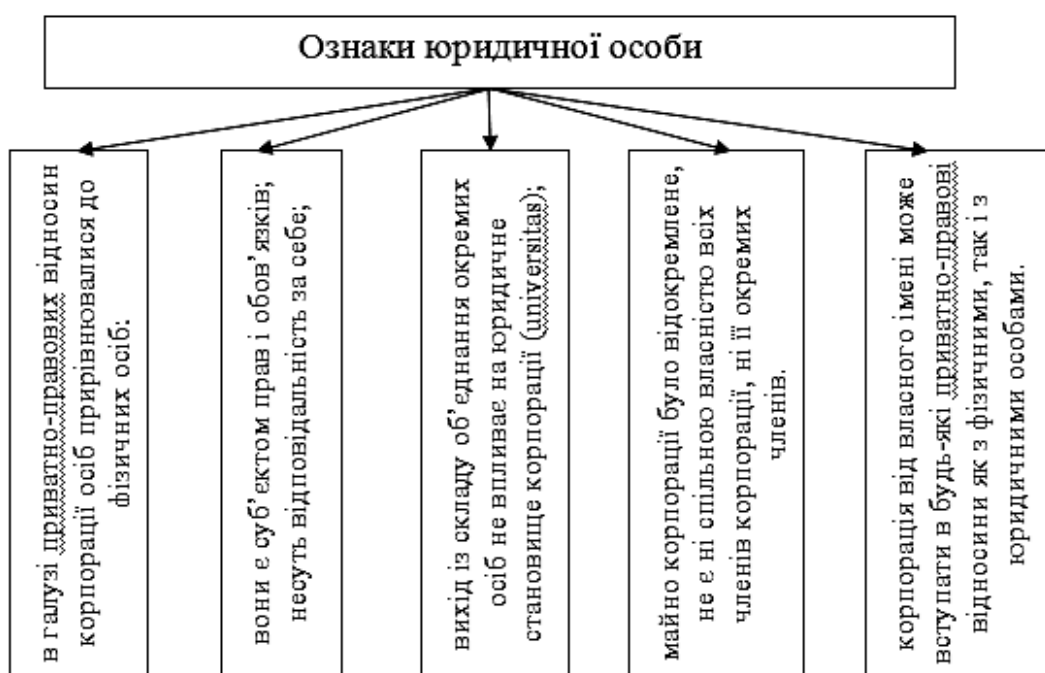 Ознаки юридичної особи
в галузі приватно-правових відносин
корпорації осіб прирівнювалися до
фізичних осіб:
вони є суб’єктом прав і обов’язків;
несуть відповідальність за себе;
вихід із складу об’єднання окремих
осіб не впливає на юридичне
становище корпорації (universitas);
майно корпорації було відокремлене,
не є ні спільною власністю всіх
членів корпорації, ні її окремих
членів.
корпорація від власного імені може
вступати в будь-які приватно-правові
відносини як з фізичними, так і з
юридичними особами.